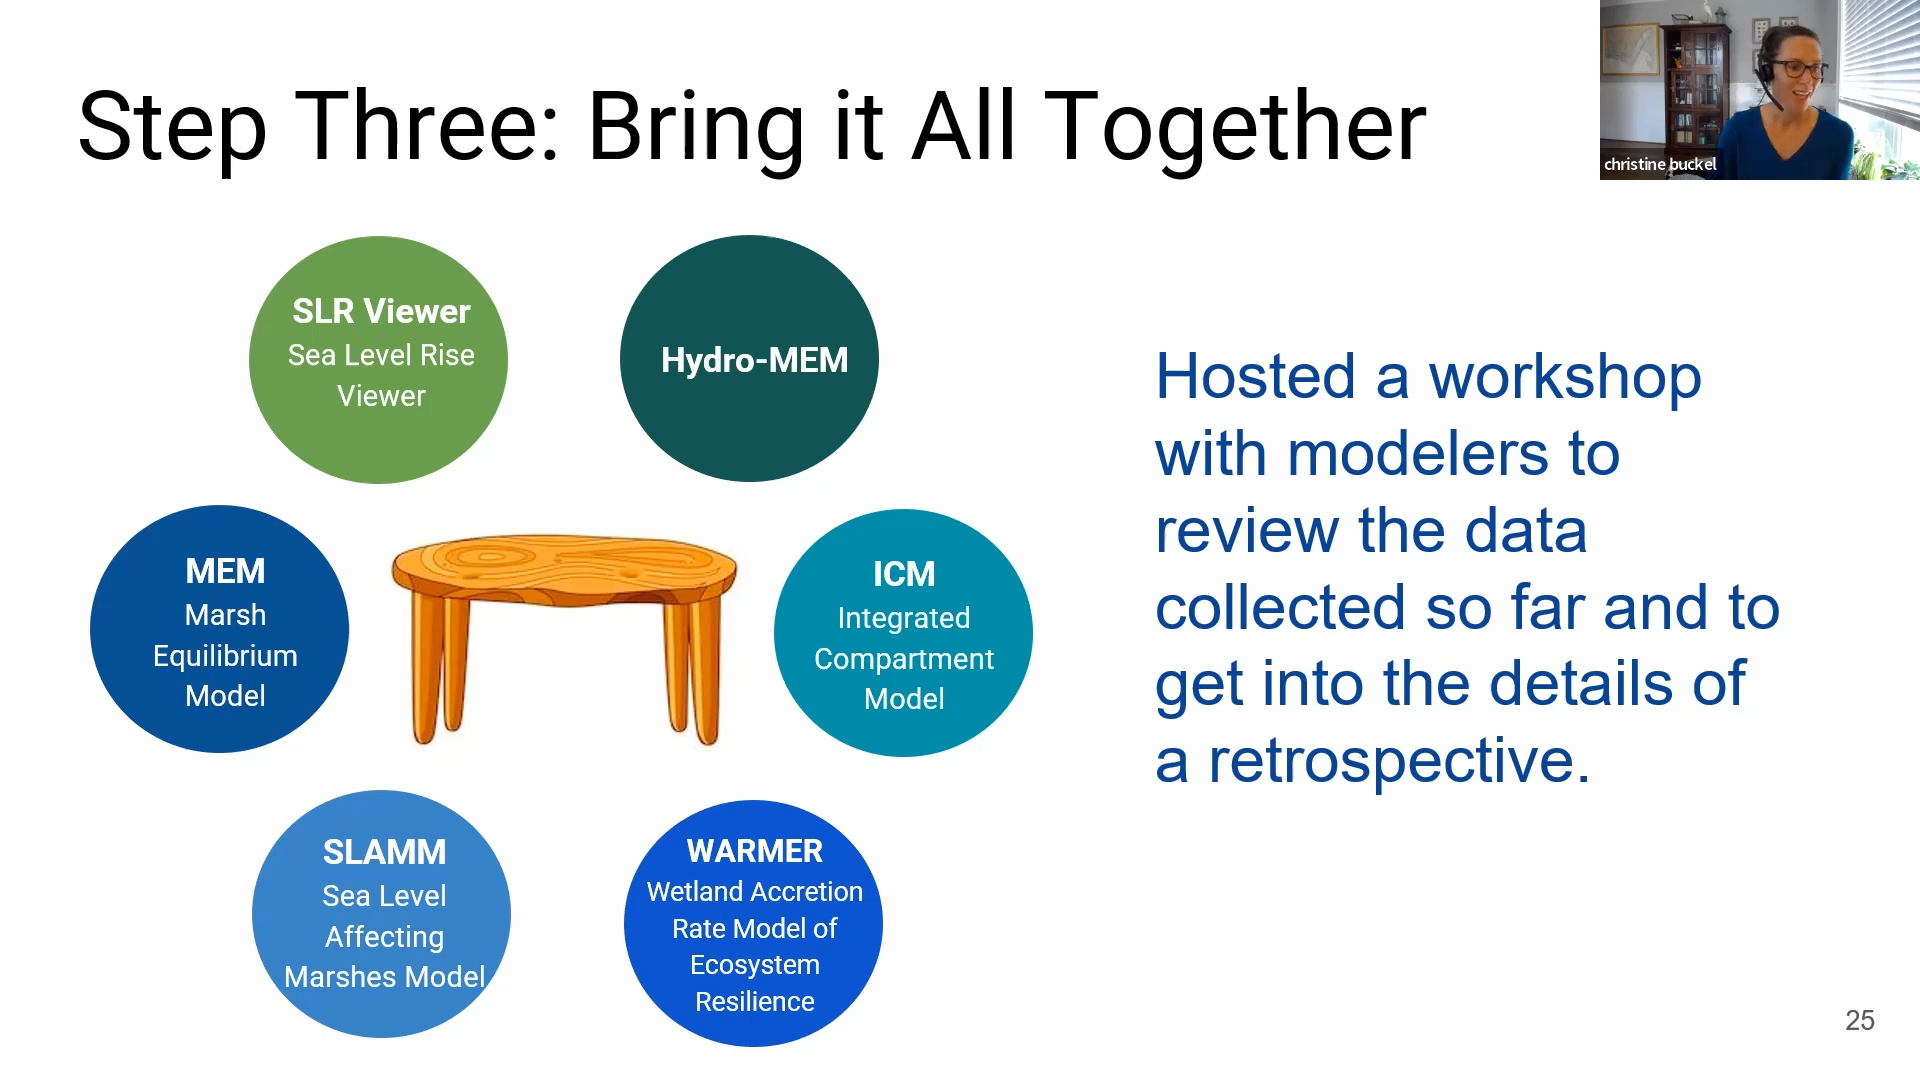 Step Three: Bring it All Together
christine buckel
SLR Viewer
Sea Level Rise
Viewer
Hydro-MEM
MEM
Marsh
Equilibrium
Model
ICM
Integrated
Compartment
Model
SLAMM
Sea Level
Affecting
Marshes Model
WARMER
Wetland Accretion
Rate Model of
Ecosystem
Resilience
Hosted a workshop
with modelers to
review the data
collected so far and to
get into the details of
a retrospective.
25